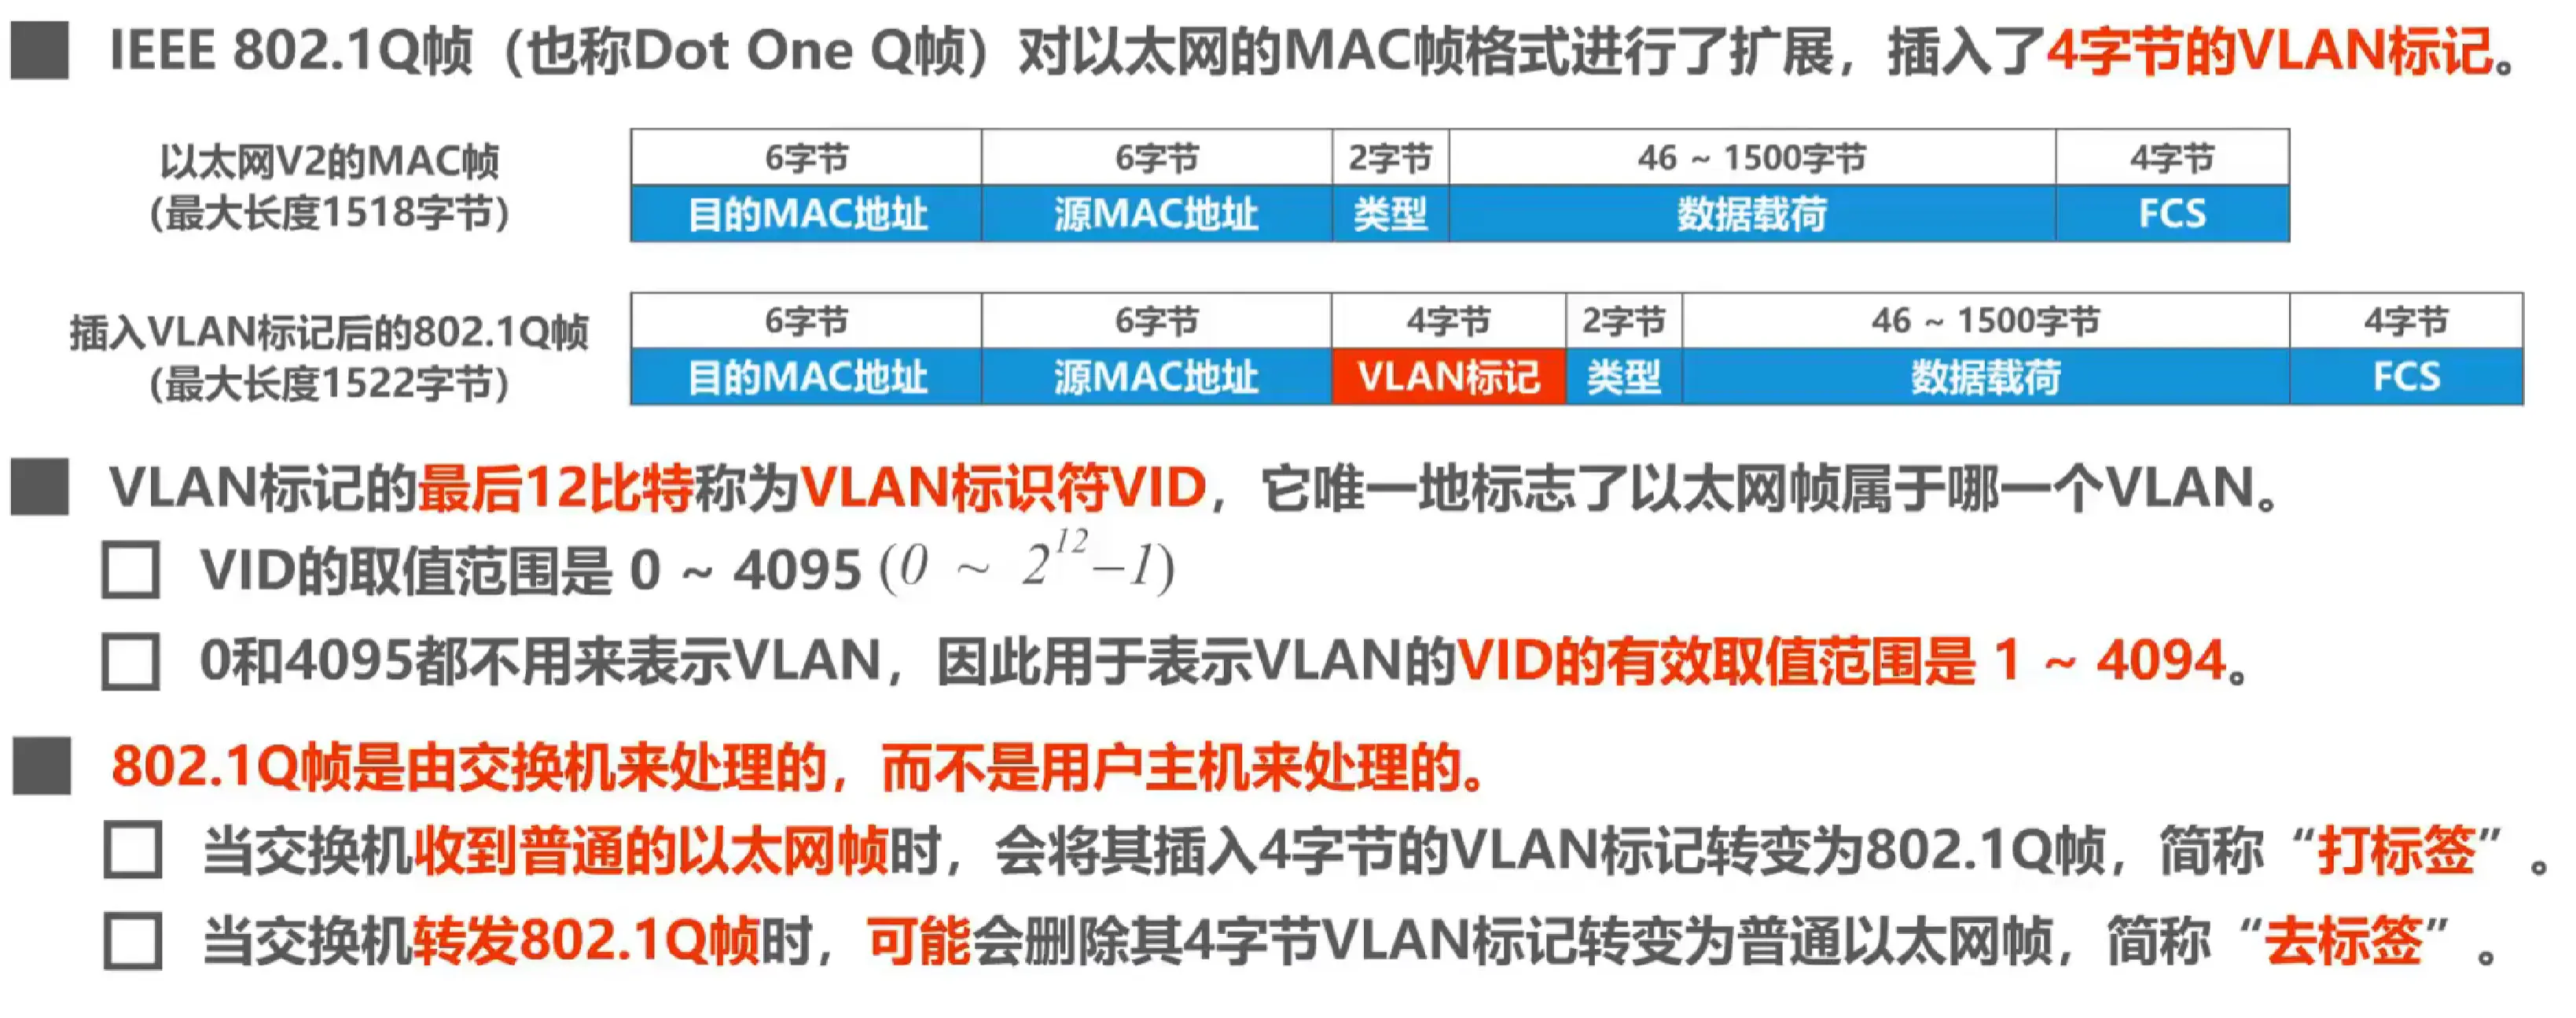 IEEE 802.1Q帧（也称Dot One Q帧）对以太网的MAC帧格式进行了扩展，插入了4字节的VLAN标记。
以太网V2的MAC帧
(最大长度1518字节)
6字节 6字节 2字节 46 ~ 1500字节 4字节
目的MAC地址 源MAC地址 类型 数据载荷 FCS
插入VLAN标记后的802.1Q帧
(最大长度1522字节)
6字节 6字节 4字节 2字节 46 ~ 1500字节 4字节
目的MAC地址 源MAC地址 VLAN标记 类型 数据载荷 FCS
VLAN标记的最后12比特称为VLAN标识符VID，它唯一地标志了以太网帧属于哪一个VLAN。
VID的取值范围是 0 ~ 4095 (0 ~ 2^12−1)
0和4095都不用来表示VLAN，因此用于表示VLAN的VID的有效取值范围是 1 ~ 4094。
802.1Q帧是由交换机来处理的，而不是用户主机来处理的。
当交换机收到普通的以太网帧时，会将其插入4字节的VLAN标记转变为802.1Q帧，简称“打标签”。
当交换机转发802.1Q帧时，可能会删除其4字节VLAN标记转变为普通以太网帧，简称“去标签”。